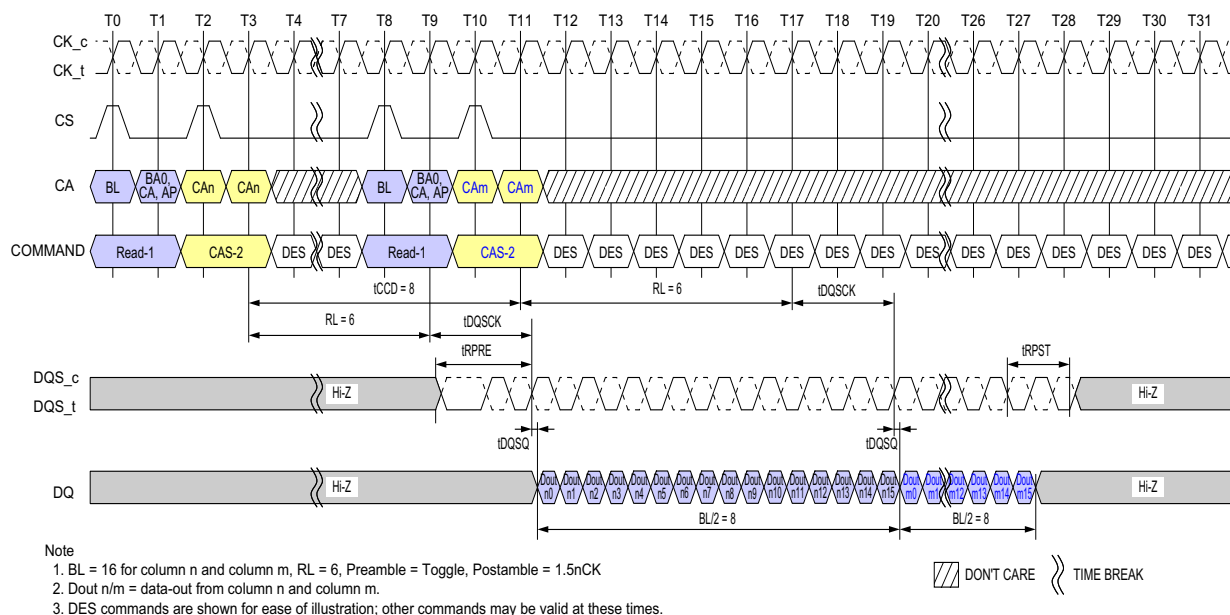 T0 T1 T2 T3 T4 T7 T8 T9 T10 T11 T12 T13 T14 T15 T16 T17 T18 T19 T20 T26 T27 T28 T29 T30 T31
CK_c
CK_t
CS
CA BL BA0, CA, AP CAn CAn BL BA0, CA, AP CAm CAm
COMMAND Read-1 CAS-2 DES DES Read-1 CAS-2 DES DES DES DES DES DES DES DES DES DES DES DES DES DES DES
tCCD = 8 RL = 6 tDQSCK
RL = 6 tDQSCK
tRPRE tRPST
DQS_c
DQS_t
Hi-Z Hi-Z
tDQSQ tDQSQ
DQ Hi-Z Dout n0 Dout n1 Dout n2 Dout n3 Dout n4 Dout n5 Dout n6 Dout n7 Dout n8 Dout n9 Dout n10 Dout n11 Dout n12 Dout n13 Dout n14 Dout n15 Dout m0 Dout m1 Dout m12 Dout m13 Dout m14 Dout m15 Hi-Z
BL/2 = 8 BL/2 = 8
Note
1. BL = 16 for column n and column m, RL = 6, Preamble = Toggle, Postamble = 1.5nCK
2. Dout n/m = data-out from column n and column m.
3. DES commands are shown for ease of illustration; other commands may be valid at these times.
DON'T CARE TIME BREAK